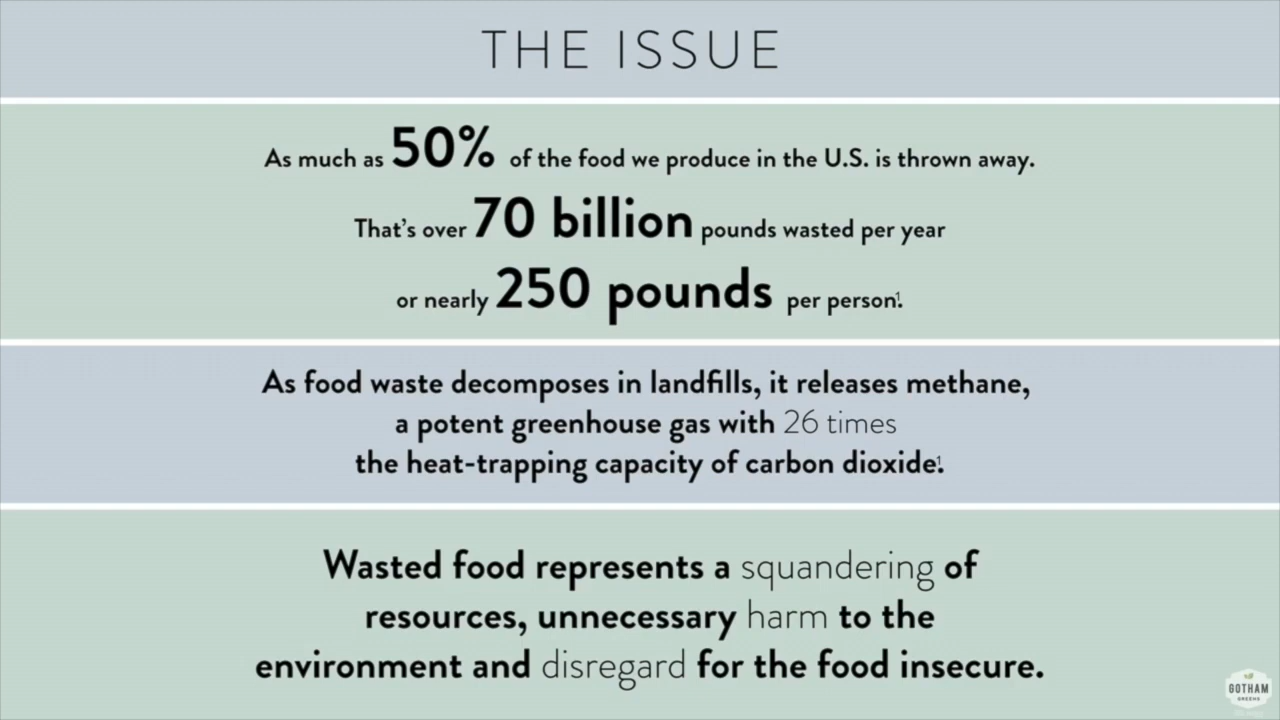 THE ISSUE
As much as 50% of the food we produce in the U.S. is thrown away.
That's over 70 billion pounds wasted per year
or nearly 250 pounds per person¹.
As food waste decomposes in landfills, it releases methane,
a potent greenhouse gas with 26 times
the heat-trapping capacity of carbon dioxide¹.
Wasted food represents a squandering of
resources, unnecessary harm to the
environment and disregard for the food insecure.
GOTHAM
GREENS